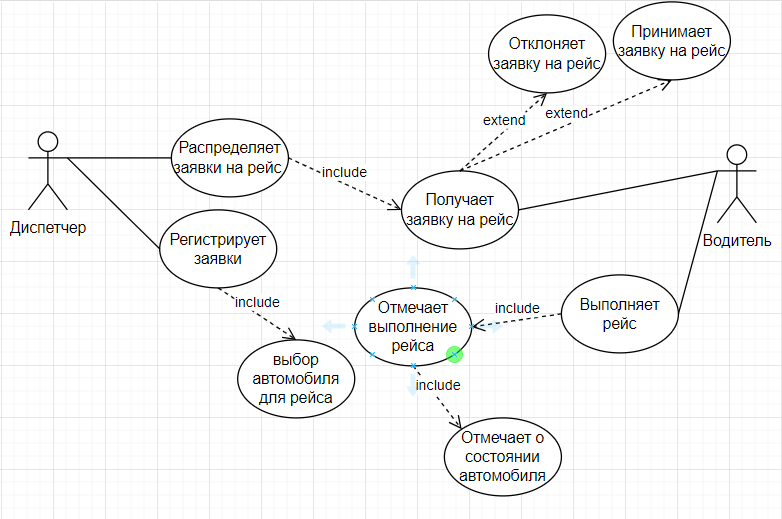 Отклоняет
заявку на рейс
Принимает
заявку на рейс
extend
extend
Распределяет
заявки на рейс
include
Получает
заявку на рейс
Диспетчер
Водитель
Регистрирует
заявки
include
Отмечает
выполнение
рейса
include
Выполняет
рейс
выбор
автомобиля
для рейса
include
Отмечает о
состоянии
автомобиля